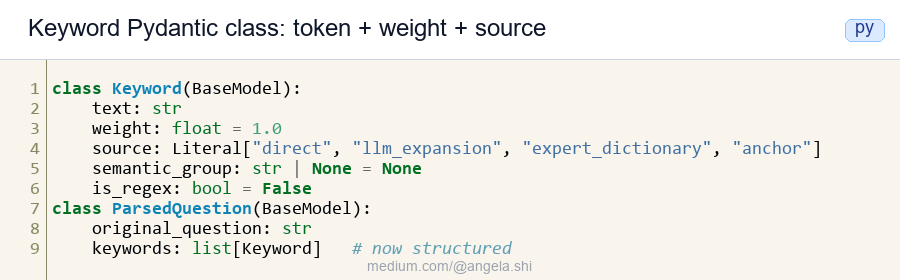 Keyword Pydantic class: token + weight + source
py
1 class Keyword(BaseModel):
2     text: str
3     weight: float = 1.0
4     source: Literal["direct", "llm_expansion", "expert_dictionary", "anchor"]
5     semantic_group: str | None = None
6     is_regex: bool = False
7 class ParsedQuestion(BaseModel):
8     original_question: str
9     keywords: list[Keyword]   # now structured
medium.com/@angela.shi